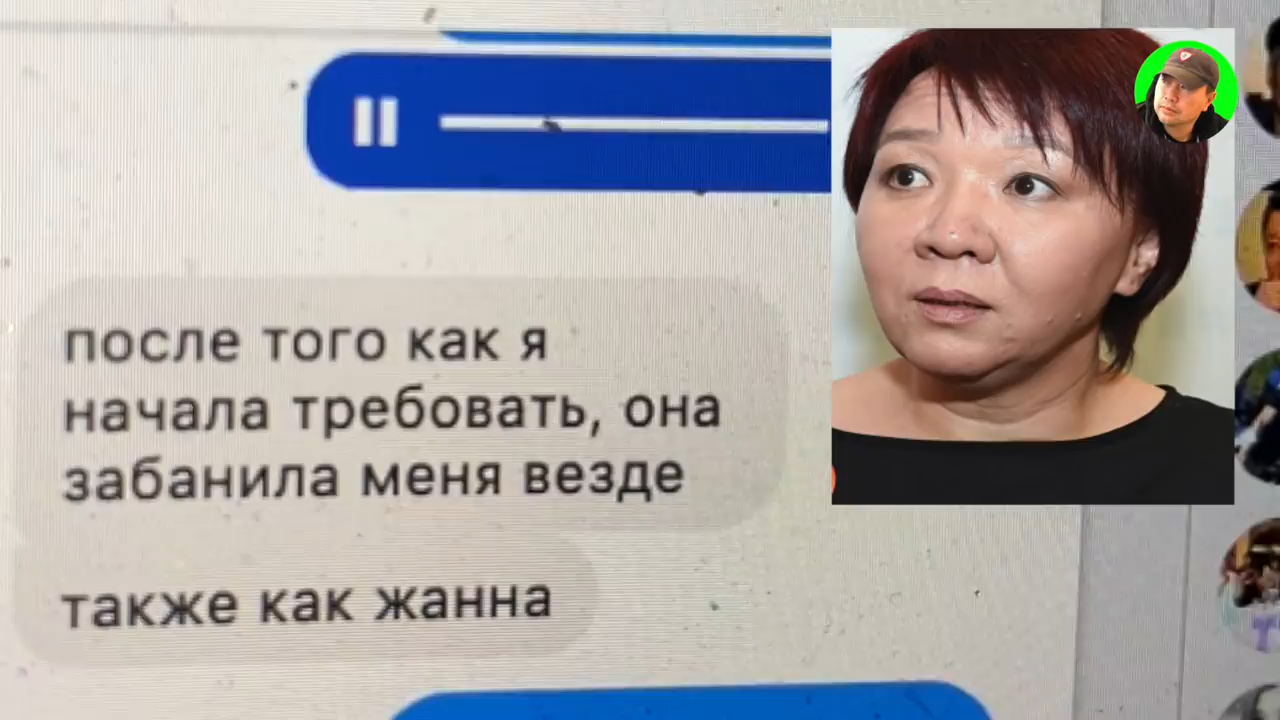 после того как я
начала требовать, она
забанила меня везде
также как жанна